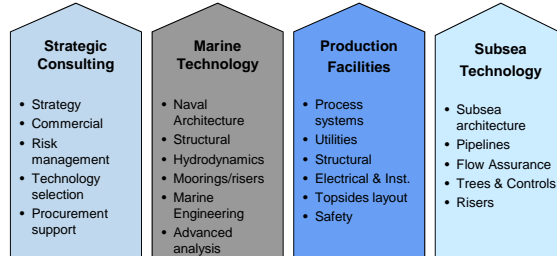 Strategic
Consulting
• Strategy
• Commercial
• Risk
management
• Technology
selection
• Procurement
support
Marine
Technology
• Naval
Architecture
• Structural
• Hydrodynamics
• Moorings/risers
• Marine
Engineering
• Advanced
analysis
Production
Facilities
• Process
systems
• Utilities
• Structural
• Electrical & Inst.
• Topsides layout
• Safety
Subsea
Technology
• Subsea
architecture
• Pipelines
• Flow Assurance
• Trees & Controls
• Risers